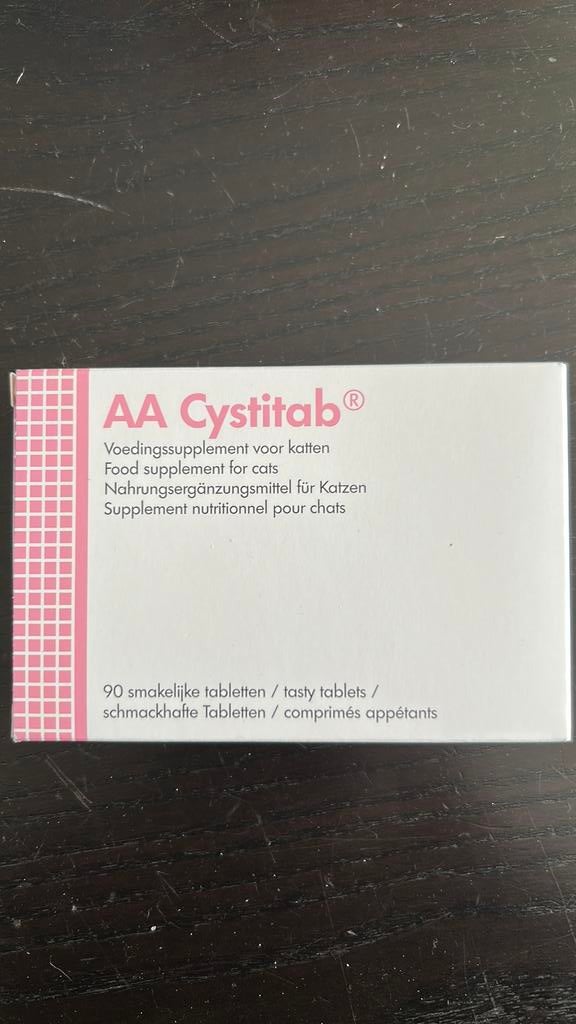 AA Cystitab®
Voedingssupplement voor katten
Food supplement for cats
Nahrungsergänzungsmittel für Katzen
Supplement nutritionnel pour chats
90 smakelijke tabletten / tasty tablets /
schmackhafte Tabletten / comprimés appétants